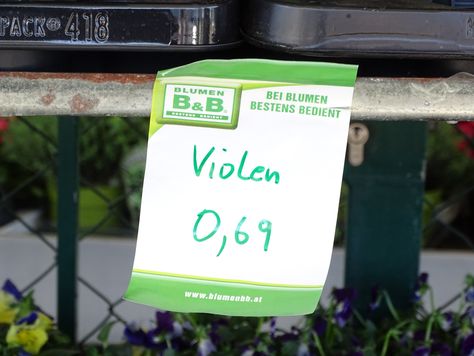 PACK® 418
BLUMEN
B&B®
BESTENS BEDIENT
BEI BLUMEN
BESTENS BEDIENT
Violen
0,69
www.blumenbb.at